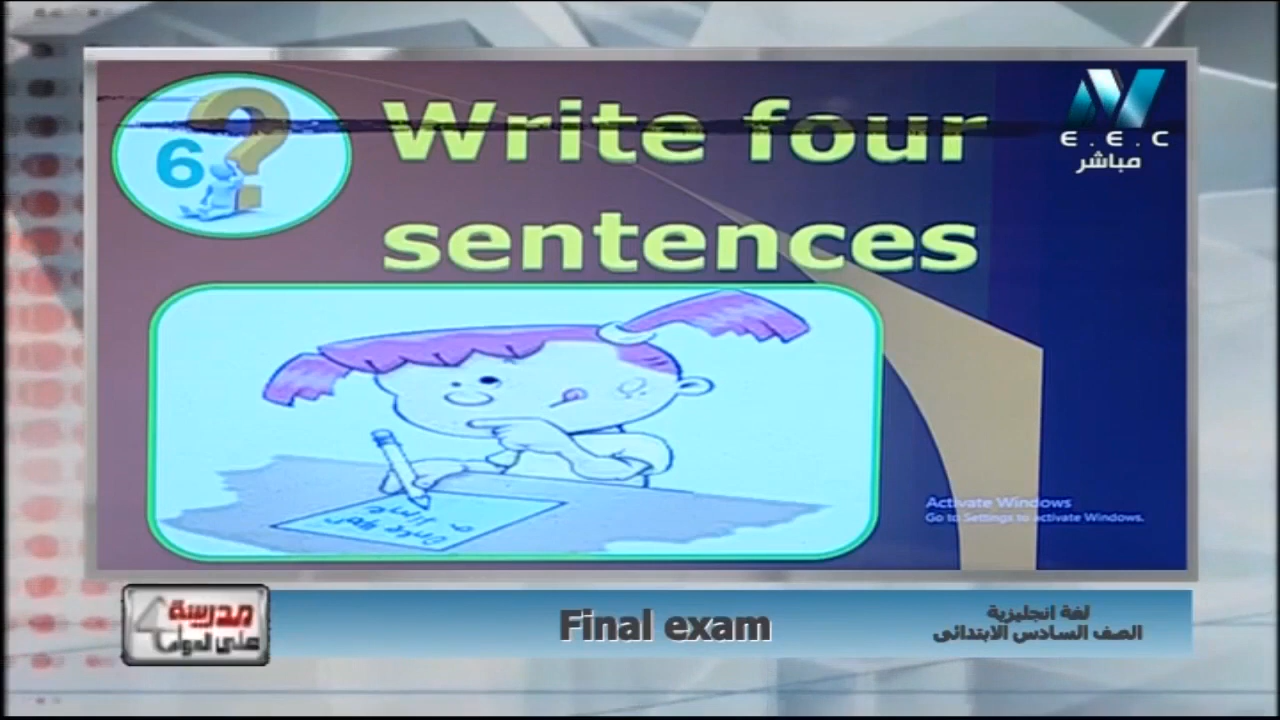 6
Write four
sentences
E.E.C
مباشر
Activate Windows
Go to Settings to activate Windows.
مدرسة
على الهواء
Final exam
لغة انجليزية
الصف السادس الابتدائى